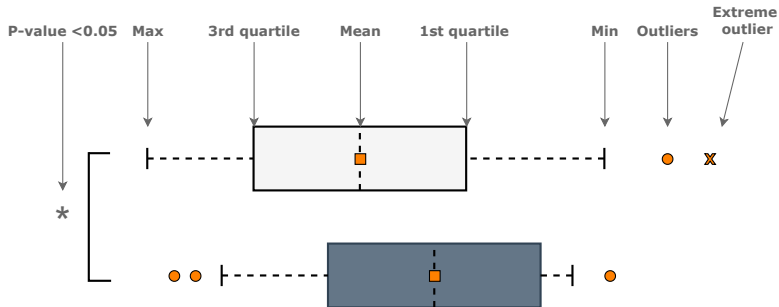 Extreme
outlier
P-value <0.05 Max 3rd quartile Mean 1st quartile Min Outliers
*
x